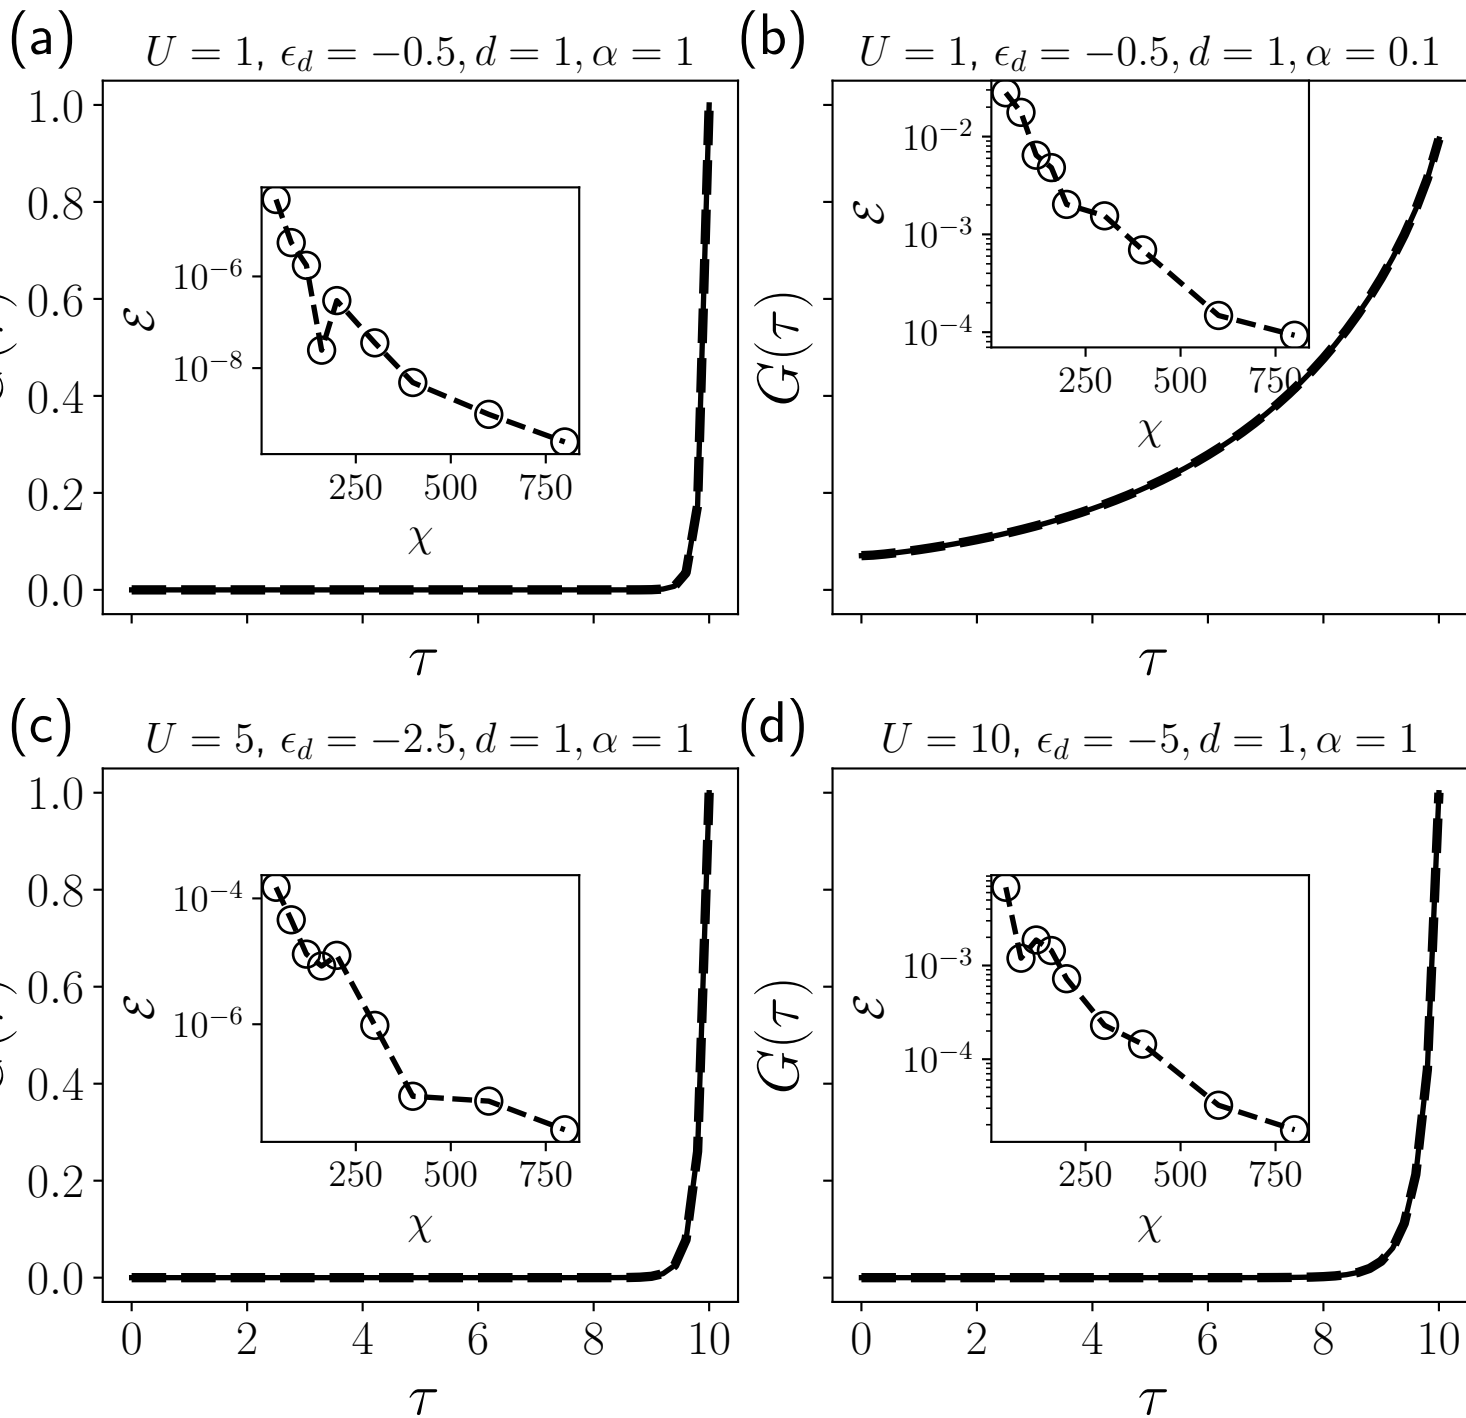 (a)
U = 1, ϵ_d = −0.5, d = 1, α = 1
1.0
0.8
0.6
0.4
0.2
0.0
ℰ
10^{−6}
10^{−8}
250 500 750
χ
τ
(b)
U = 1, ϵ_d = −0.5, d = 1, α = 0.1
G(τ)
ℰ
10^{−2}
10^{−3}
10^{−4}
250 500 750
χ
τ
(c)
U = 5, ϵ_d = −2.5, d = 1, α = 1
1.0
0.8
0.6
0.4
0.2
0.0
ℰ
10^{−4}
10^{−6}
250 500 750
χ
0 2 4 6 8 10
τ
(d)
U = 10, ϵ_d = −5, d = 1, α = 1
G(τ)
ℰ
10^{−3}
10^{−4}
250 500 750
χ
0 2 4 6 8 10
τ